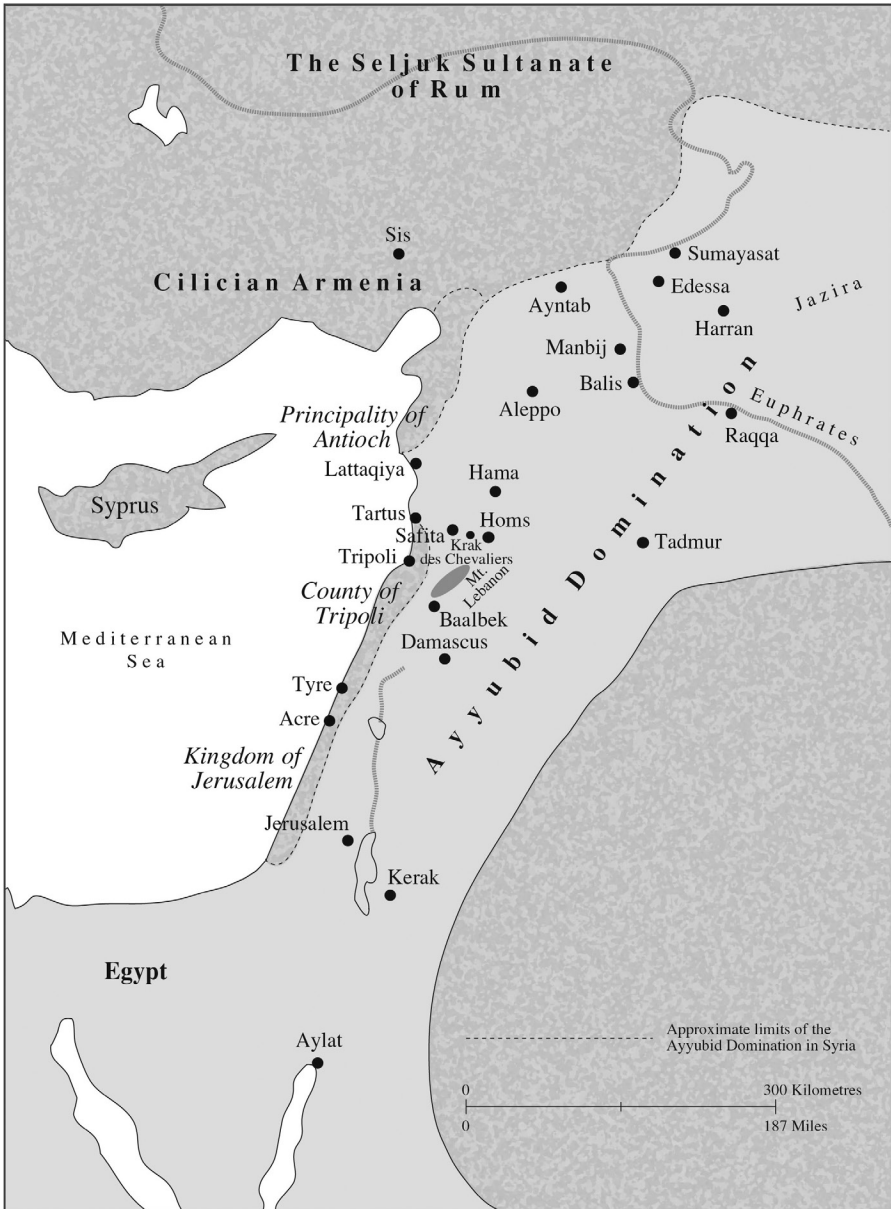 The Seljuk Sultanate
of Rum
Sis
Cilician Armenia
Sumayasat
Edessa
Ayntab
Jazira
Harran
Manbij
Balis
Aleppo
Euphrates
Raqqa
Principality of
Antioch
Lattaqiya
Hama
Syprus
Tartus
Safita
Homs
Krak
des Chevaliers
Tadmur
Tripoli
Mt.
Lebanon
County of
Tripoli
Baalbek
Mediterranean
Sea
Damascus
Ayyubid Domination
Tyre
Acre
Kingdom of
Jerusalem
Jerusalem
Kerak
Egypt
Aylat
Approximate limits of the
Ayyubid Domination in Syria
0 300 Kilometres
0 187 Miles